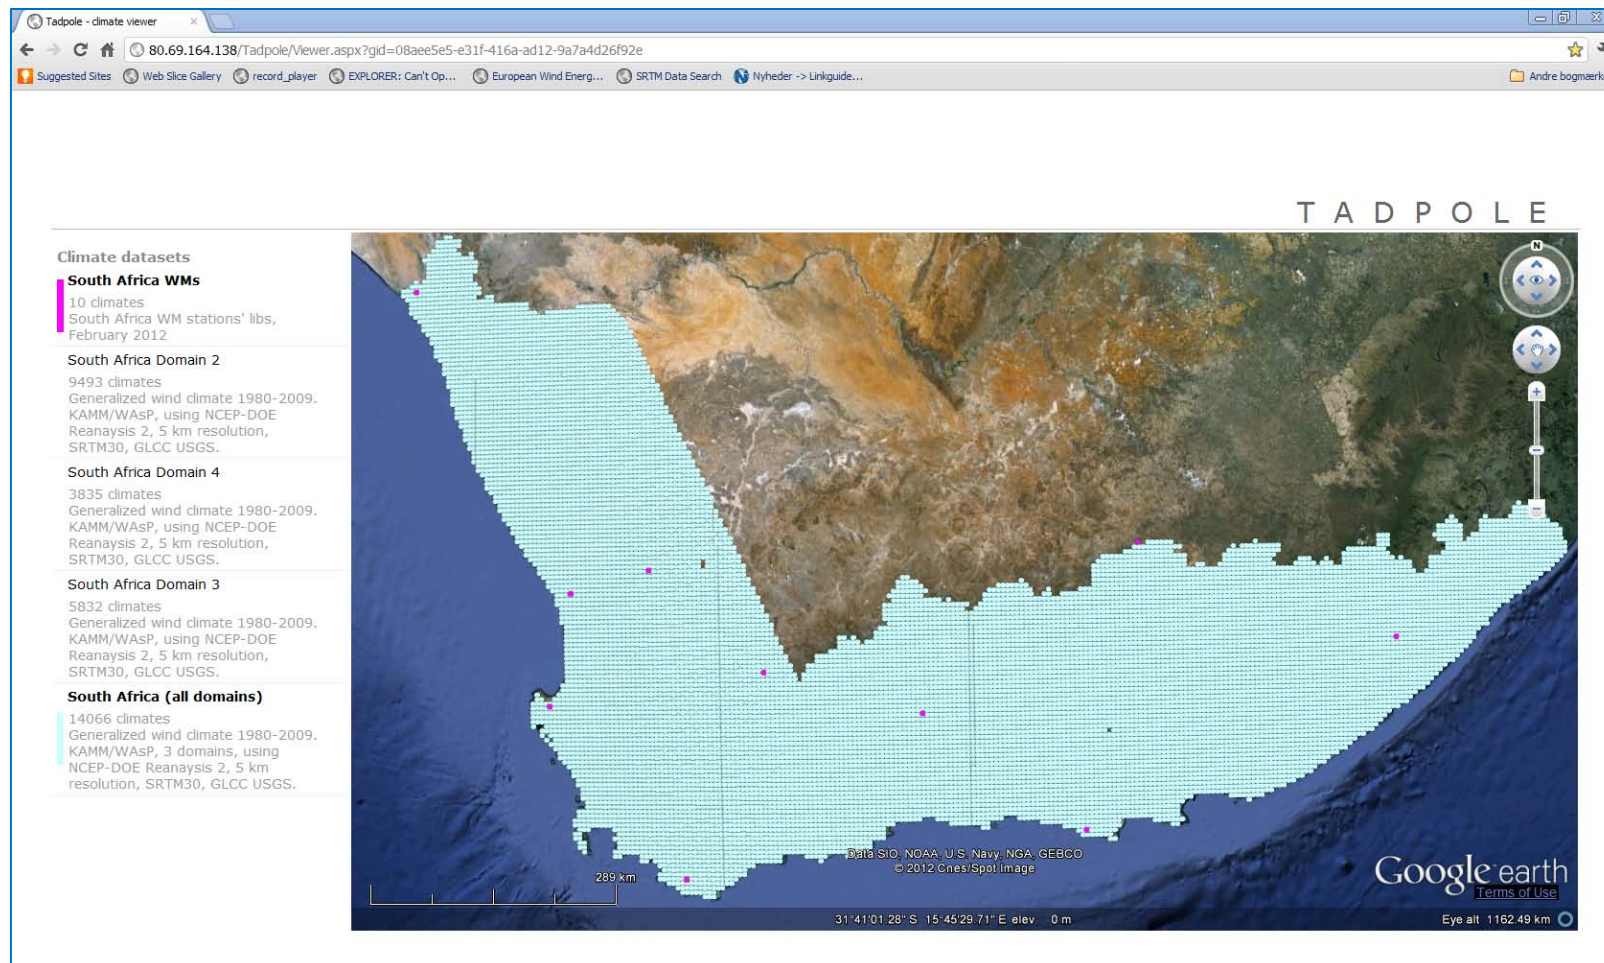 Tadpole - climate viewer
80.69.164.138/Tadpole/Viewer.aspx?gid=08aee5e5-e31f-416a-ad12-9a7a4d26f92e
Suggested Sites Web Slice Gallery record_player EXPLORER: Can't Op... European Wind Energ... SRTM Data Search Nyheder -> Linkguide... Andre bogmærk
TADPOLE
Climate datasets
South Africa WMs
10 climates
South Africa WM stations' libs,
February 2012
South Africa Domain 2
9493 climates
Generalized wind climate 1980-2009.
KAMM/WAsP, using NCEP-DOE
Reanaysis 2, 5 km resolution,
SRTM30, GLCC USGS.
South Africa Domain 4
3835 climates
Generalized wind climate 1980-2009.
KAMM/WAsP, using NCEP-DOE
Reanaysis 2, 5 km resolution,
SRTM30, GLCC USGS.
South Africa Domain 3
5832 climates
Generalized wind climate 1980-2009.
KAMM/WAsP, using NCEP-DOE
Reanaysis 2, 5 km resolution,
SRTM30, GLCC USGS.
South Africa (all domains)
14066 climates
Generalized wind climate 1980-2009.
KAMM/WAsP, 3 domains, using
NCEP-DOE Reanaysis 2, 5 km
resolution, SRTM30, GLCC USGS.
N
Data SIO, NOAA, U.S. Navy, NGA, GEBCO
© 2012 Cnes/Spot Image
289 km
Google earth
Terms of Use
31°41'01.28" S 15°45'29.71" E elev 0 m
Eye alt 1162.49 km